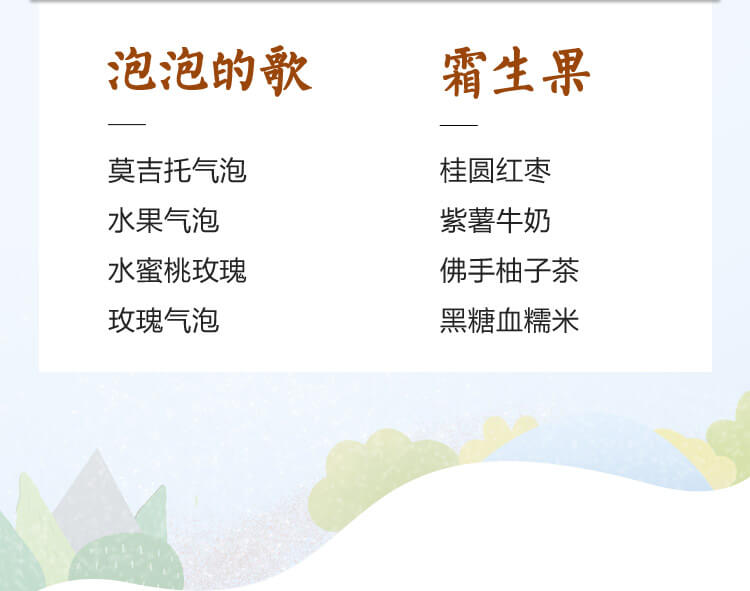 泡泡的歌
莫吉托气泡
水果气泡
水蜜桃玫瑰
玫瑰气泡
霜生果
桂圆红枣
紫薯牛奶
佛手柚子茶
黑糖血糯米